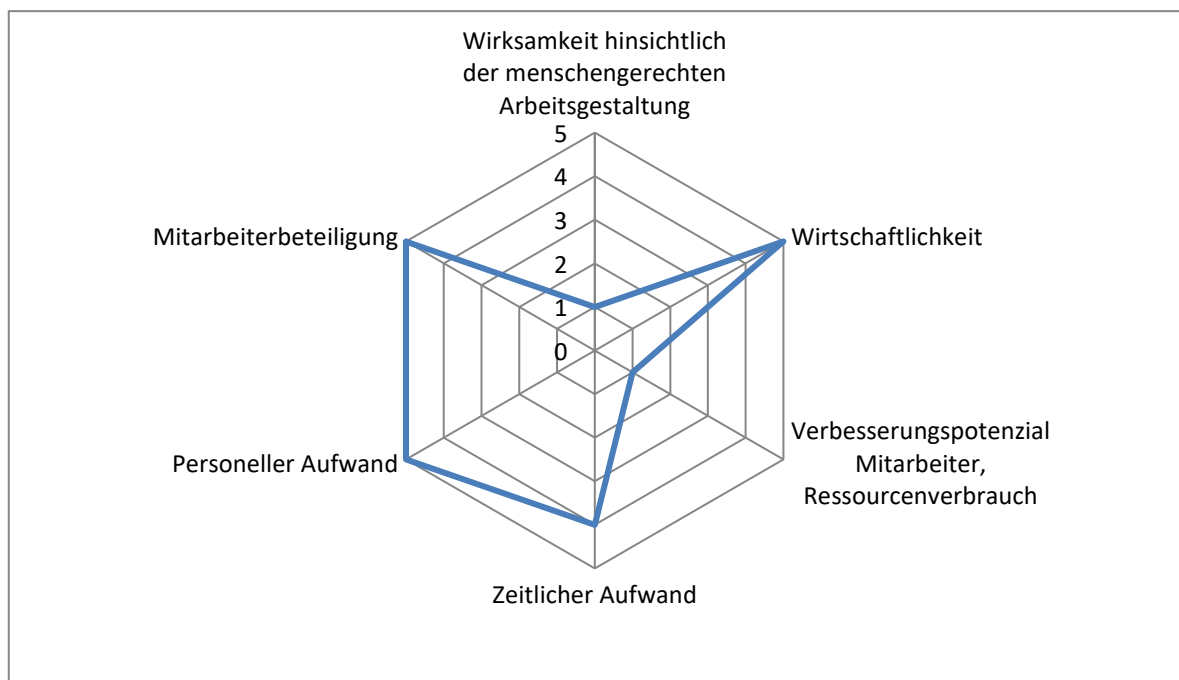 Wirksamkeit hinsichtlich
der menschengerechten
Arbeitsgestaltung
5
4
3
2
1
0
Wirtschaftlichkeit
Verbesserungspotenzial
Mitarbeiter,
Ressourcenverbrauch
Zeitlicher Aufwand
Personeller Aufwand
Mitarbeiterbeteiligung